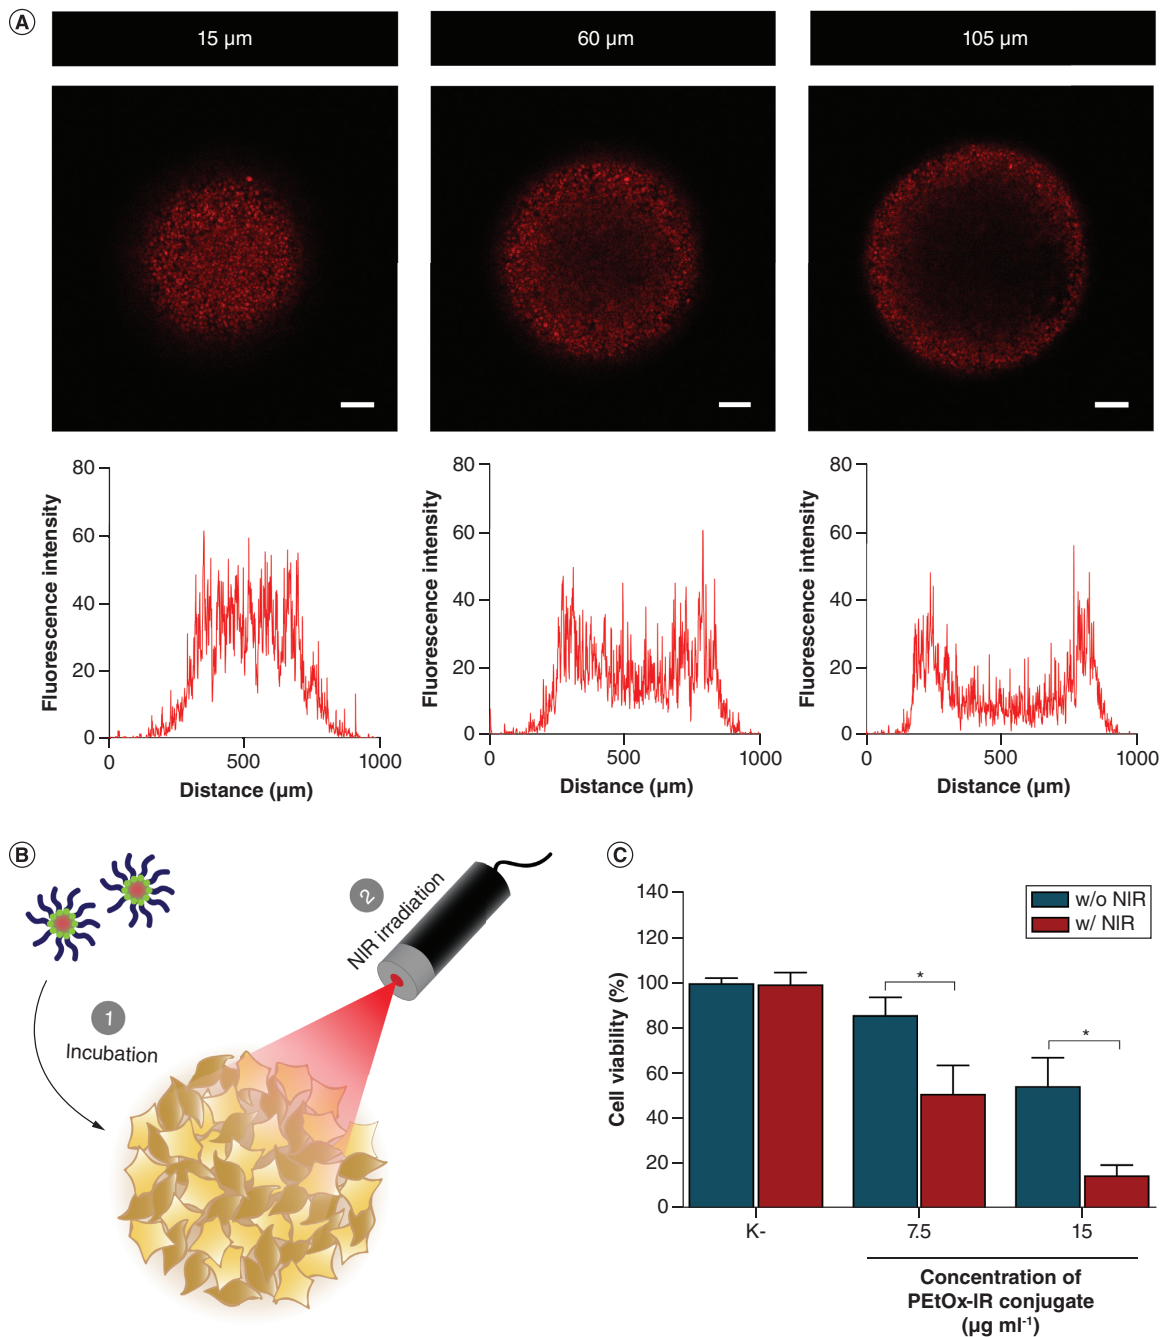 A
15 µm
60 µm
105 µm
80
60
40
20
0
Fluorescence intensity
0
500
1000
Distance (µm)
80
60
40
20
0
Fluorescence intensity
0
500
1000
Distance (µm)
80
60
40
20
0
Fluorescence intensity
0
500
1000
Distance (µm)
B
1
Incubation
2
NIR irradiation
C
140
120
100
80
60
40
20
0
Cell viability (%)
w/o NIR
w/ NIR
*
*
K-
7.5
15
Concentration of
PEtOx-IR conjugate
(µg ml⁻¹)